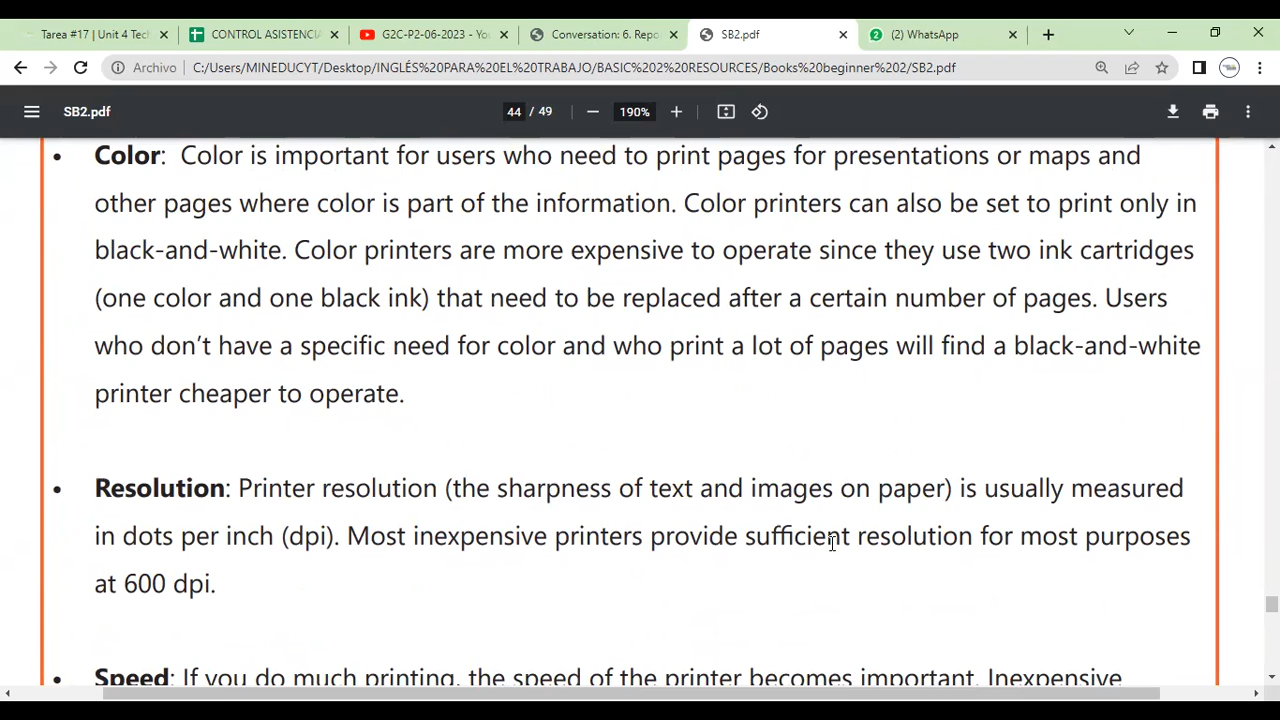 Tarea #17 | Unit 4 Tech
CONTROL ASISTENCIA
G2C-P2-06-2023 - You
Conversation: 6. Repo
SB2.pdf
(2) WhatsApp
Archivo
C:/Users/MINEDUCYT/Desktop/INGLÉS%20PARA%20EL%20TRABAJO/BASIC%202%20RESOURCES/Books%20beginner%202/SB2.pdf
SB2.pdf
44 / 49
190%
• Color: Color is important for users who need to print pages for presentations or maps and
other pages where color is part of the information. Color printers can also be set to print only in
black-and-white. Color printers are more expensive to operate since they use two ink cartridges
(one color and one black ink) that need to be replaced after a certain number of pages. Users
who don’t have a specific need for color and who print a lot of pages will find a black-and-white
printer cheaper to operate.
• Resolution: Printer resolution (the sharpness of text and images on paper) is usually measured
in dots per inch (dpi). Most inexpensive printers provide sufficient resolution for most purposes
at 600 dpi.
• Speed: If you do much printing, the speed of the printer becomes important. Inexpensive